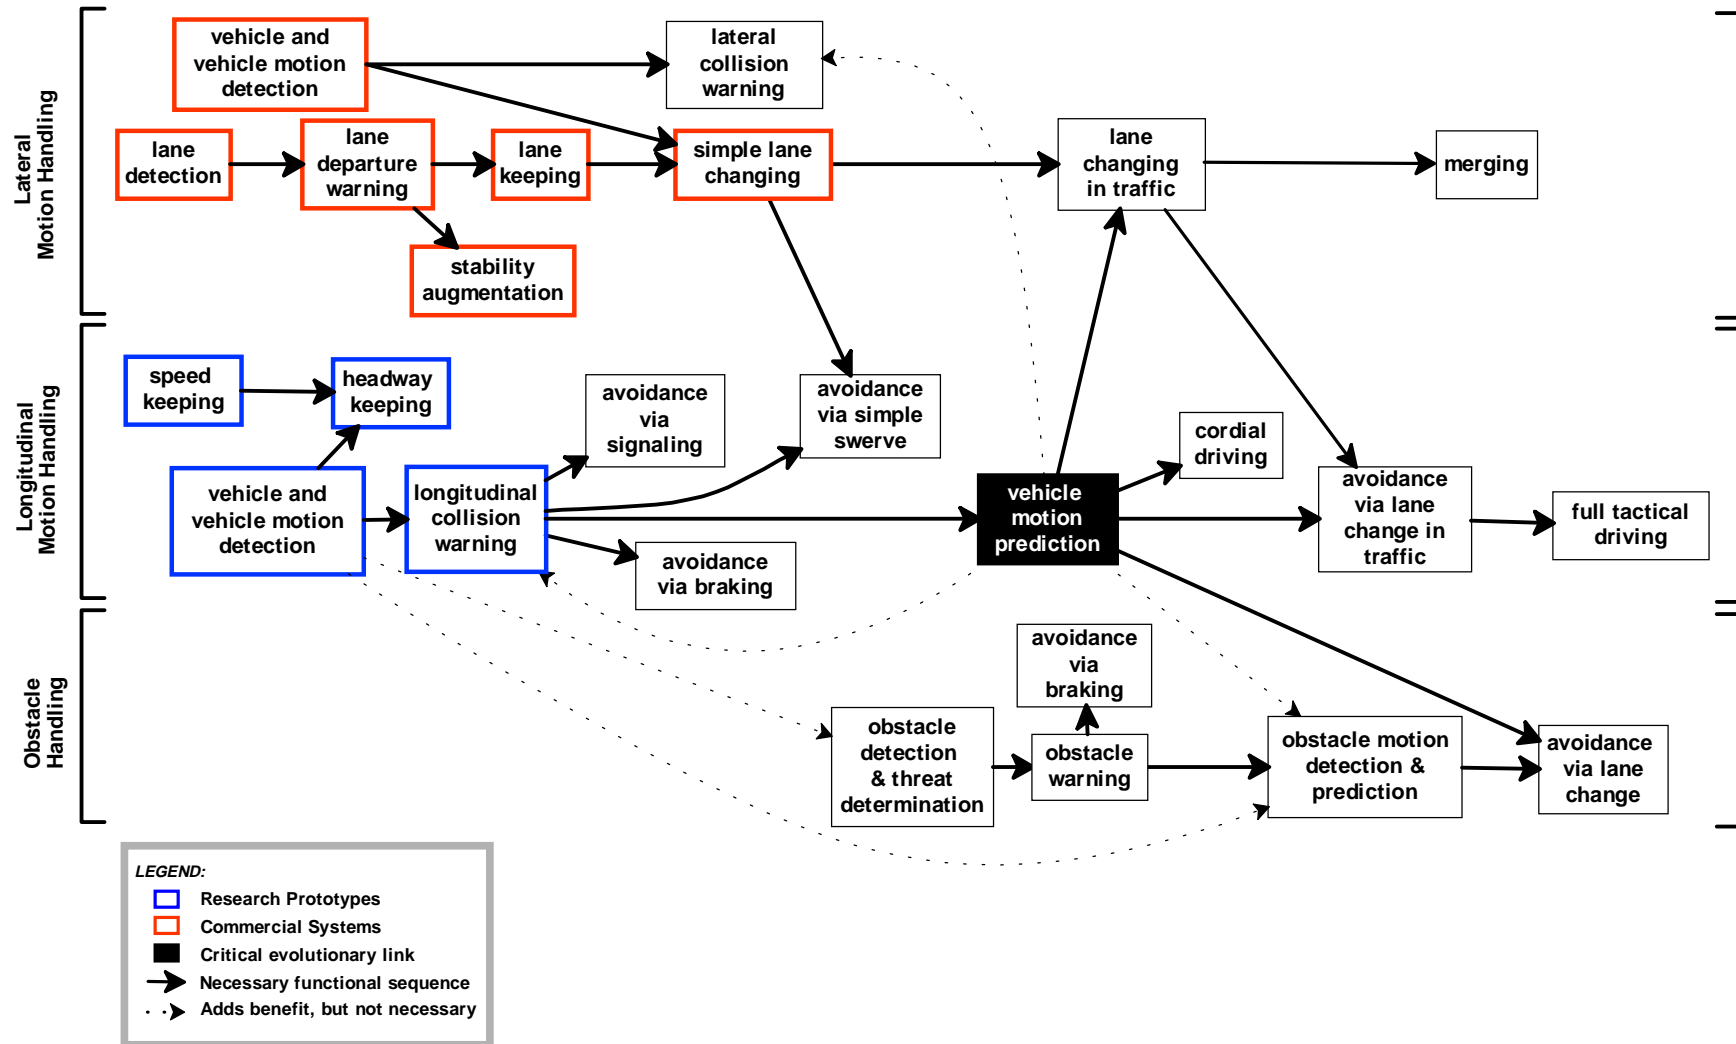 Lateral
Motion Handling
vehicle and
vehicle motion
detection
lateral
collision
warning
lane
detection
lane
departure
warning
lane
keeping
simple lane
changing
lane
changing
in traffic
merging
stability
augmentation
Longitudinal
Motion Handling
speed
keeping
headway
keeping
avoidance
via
signaling
avoidance
via simple
swerve
cordial
driving
vehicle and
vehicle motion
detection
longitudinal
collision
warning
vehicle
motion
prediction
avoidance
via lane
change in
traffic
full tactical
driving
avoidance
via braking
Obstacle
Handling
avoidance
via
braking
obstacle
detection
& threat
determination
obstacle
warning
obstacle motion
detection &
prediction
avoidance
via lane
change
LEGEND:
Research Prototypes
Commercial Systems
Critical evolutionary link
Necessary functional sequence
Adds benefit, but not necessary